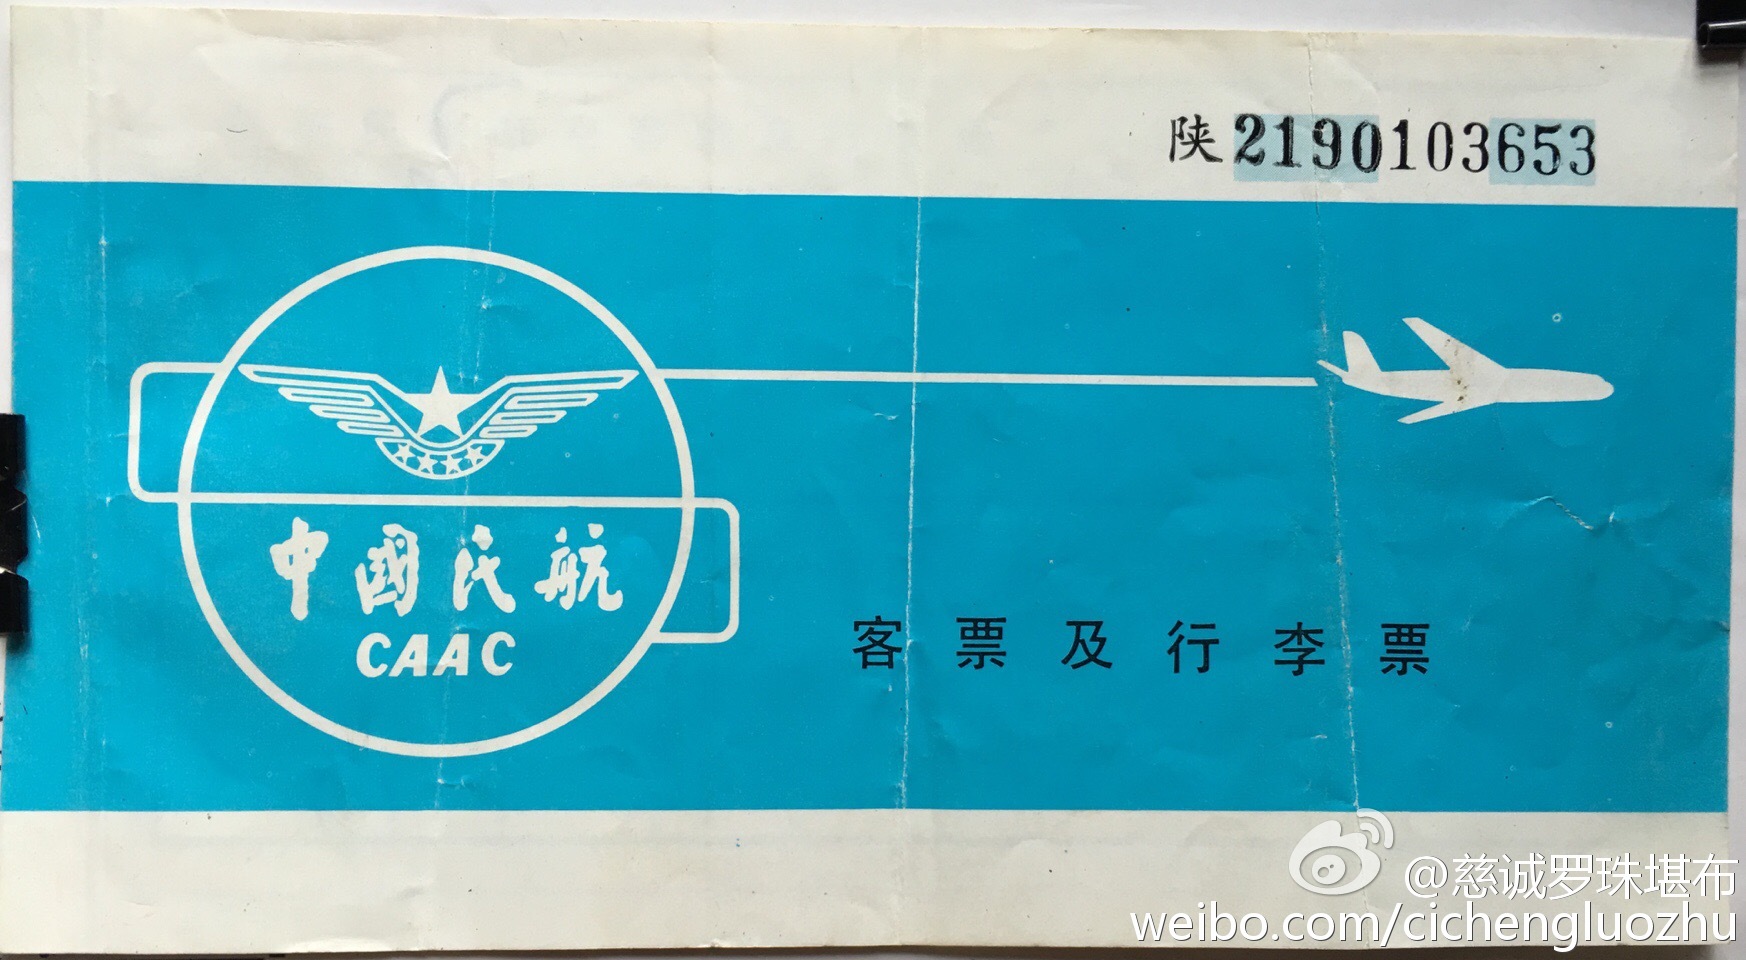 陕2190103653
中國民航
CAAC
客票及行李票
@慈诚罗珠堪布
weibo.com/cichengluozhu